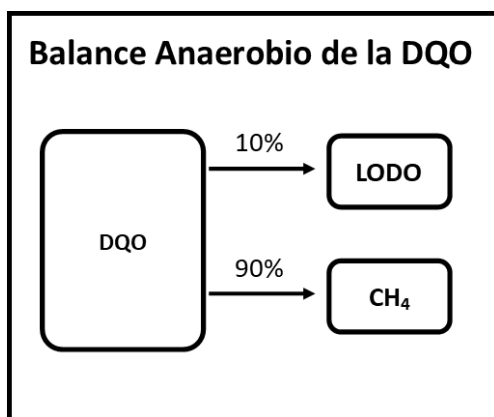 Balance Anaerobio de la DQO
10%
LODO
DQO
90%
CH₄